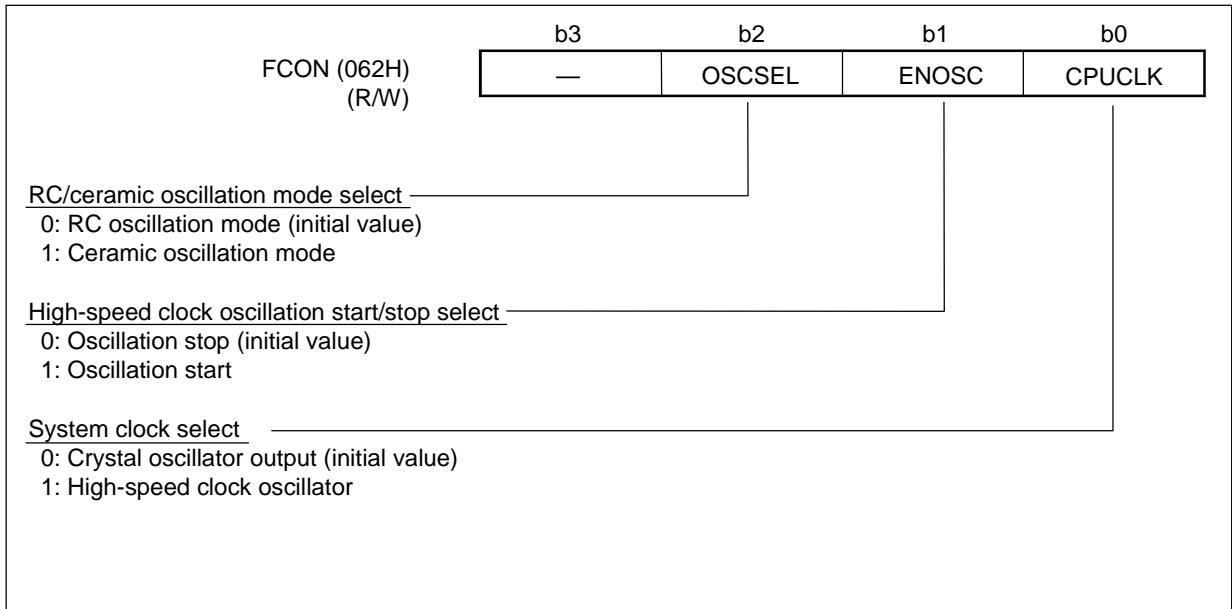 b3 b2 b1 b0
FCON (062H) — OSCSEL ENOSC CPUCLK
(R/W)
RC/ceramic oscillation mode select
0: RC oscillation mode (initial value)
1: Ceramic oscillation mode
High-speed clock oscillation start/stop select
0: Oscillation stop (initial value)
1: Oscillation start
System clock select
0: Crystal oscillator output (initial value)
1: High-speed clock oscillator